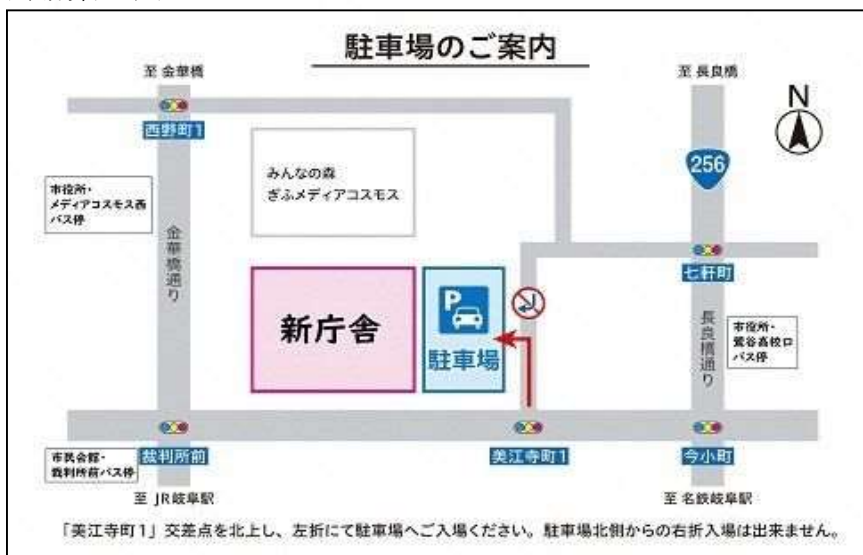 駐車場のご案内
至 金華橋
至 長良橋
N
西野町1
256
みんなの森
ぎふメディアコスモス
市役所・
メディアコスモス西
バス停
金華橋通り
七軒町
新庁舎
P
駐車場
長良橋通り
市役所・
鶯谷高校口
バス停
市民会館・
裁判所前バス停
裁判所前
美江寺町1
今小町
至 JR岐阜駅
至 名鉄岐阜駅
「美江寺町1」交差点を北上し、左折にて駐車場へご入場ください。駐車場北側からの右折入場は出来ません。